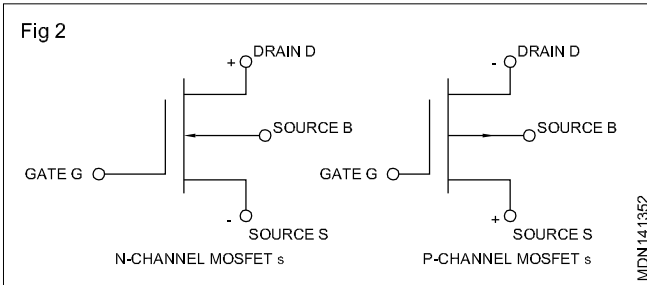 Fig 2
+ DRAIN D
SOURCE B
GATE G
-
SOURCE S
N-CHANNEL MOSFET s
- DRAIN D
SOURCE B
GATE G
+
SOURCE S
P-CHANNEL MOSFET s
MDN141352